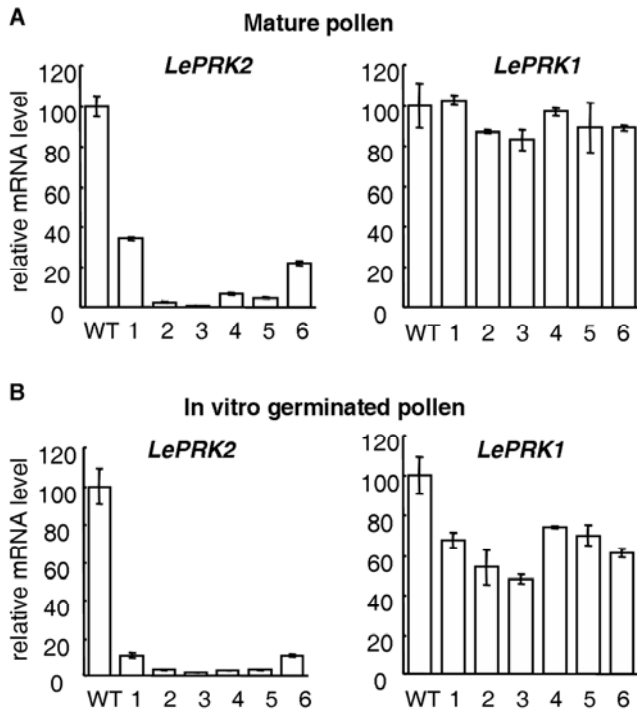 A
Mature pollen
LePRK2
LePRK1
relative mRNA level
120
100
80
60
40
20
0
WT 1 2 3 4 5 6
120
100
80
60
40
20
0
WT 1 2 3 4 5 6
B
In vitro germinated pollen
LePRK2
LePRK1
relative mRNA level
120
100
80
60
40
20
0
WT 1 2 3 4 5 6
120
100
80
60
40
20
0
WT 1 2 3 4 5 6